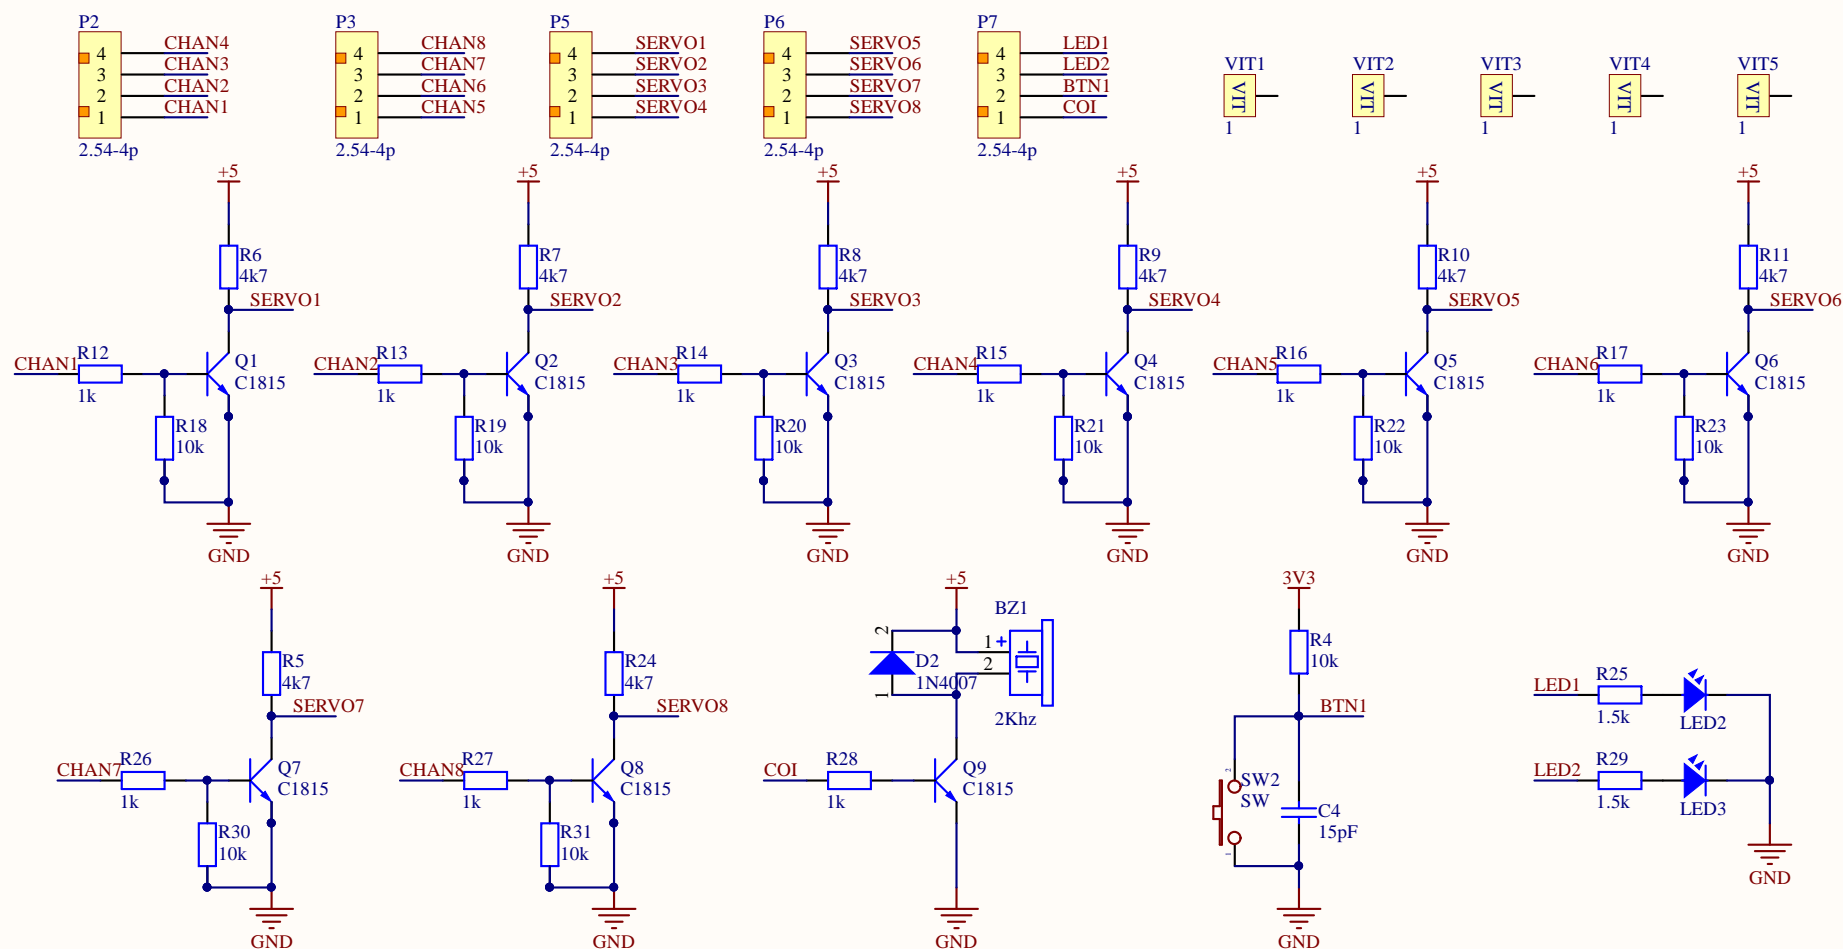 P2
4 CHAN4
3 CHAN3
2 CHAN2
1 CHAN1
2.54-4p
P3
4 CHAN8
3 CHAN7
2 CHAN6
1 CHAN5
2.54-4p
P5
4 SERVO1
3 SERVO2
2 SERVO3
1 SERVO4
2.54-4p
P6
4 SERVO5
3 SERVO6
2 SERVO7
1 SERVO8
2.54-4p
P7
4 LED1
3 LED2
2 BTN1
1 COI
2.54-4p
VIT1
VIT
1
VIT2
VIT
1
VIT3
VIT
1
VIT4
VIT
1
VIT5
VIT
1
+5
R6
4k7
SERVO1
CHAN1
R12
1k
Q1
C1815
R18
10k
GND
+5
R7
4k7
SERVO2
CHAN2
R13
1k
Q2
C1815
R19
10k
GND
+5
R8
4k7
SERVO3
CHAN3
R14
1k
Q3
C1815
R20
10k
GND
+5
R9
4k7
SERVO4
CHAN4
R15
1k
Q4
C1815
R21
10k
GND
+5
R10
4k7
SERVO5
CHAN5
R16
1k
Q5
C1815
R22
10k
GND
+5
R11
4k7
SERVO6
CHAN6
R17
1k
Q6
C1815
R23
10k
GND
+5
R5
4k7
SERVO7
CHAN7
R26
1k
Q7
C1815
R30
10k
GND
+5
R24
4k7
SERVO8
CHAN8
R27
1k
Q8
C1815
R31
10k
GND
+5
BZ1
2
1 +
2
D2
1N4007
1
2Khz
COI
R28
1k
Q9
C1815
GND
3V3
R4
10k
BTN1
2
SW2
SW
1
C4
15pF
GND
LED1
R25
1.5k
LED2
LED2
R29
1.5k
LED3
GND